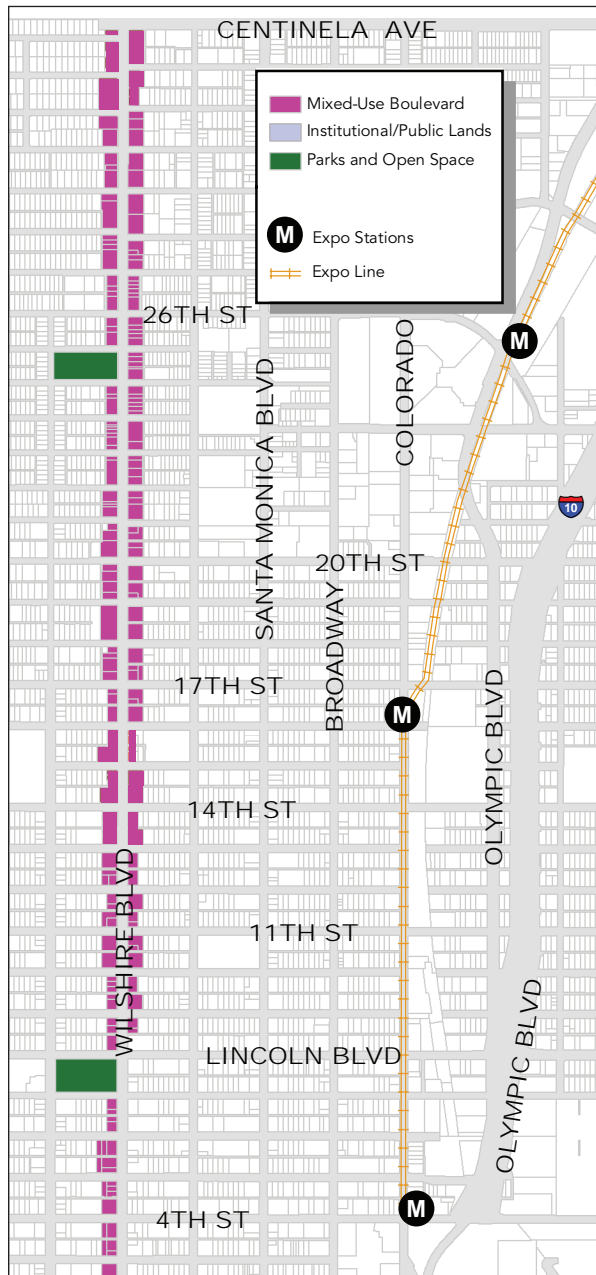 CENTINELA AVE
Mixed-Use Boulevard
Institutional/Public Lands
Parks and Open Space
M
Expo Stations
Expo Line
26TH ST
M
COLORADO
SANTA MONICA BLVD
10
20TH ST
BROADWAY
17TH ST
M
OLYMPIC BLVD
14TH ST
WILSHIRE BLVD
11TH ST
LINCOLN BLVD
OLYMPIC BLVD
M
4TH ST